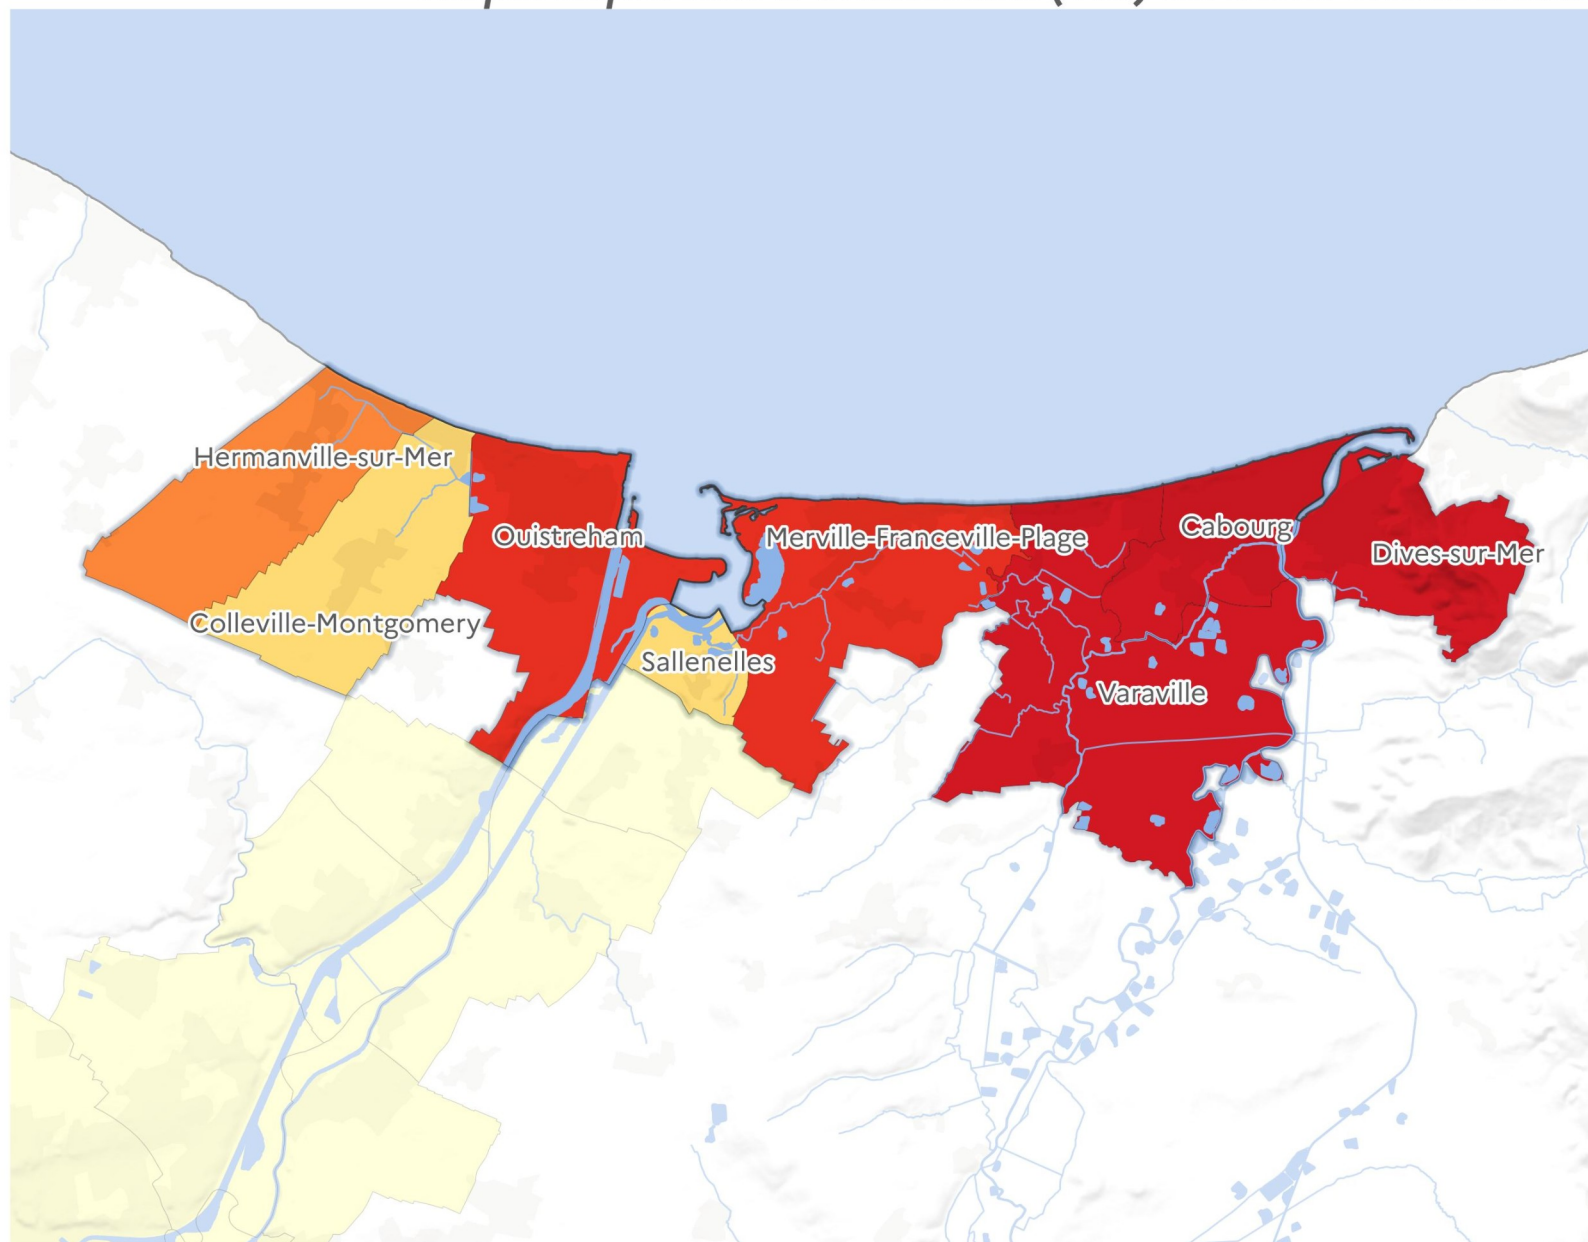 Hermanville-sur-Mer
Ouistreham
Merville-Franceville-Plage
Cabourg
Dives-sur-Mer
Colleville-Montgomery
Sallenelles
Varaville